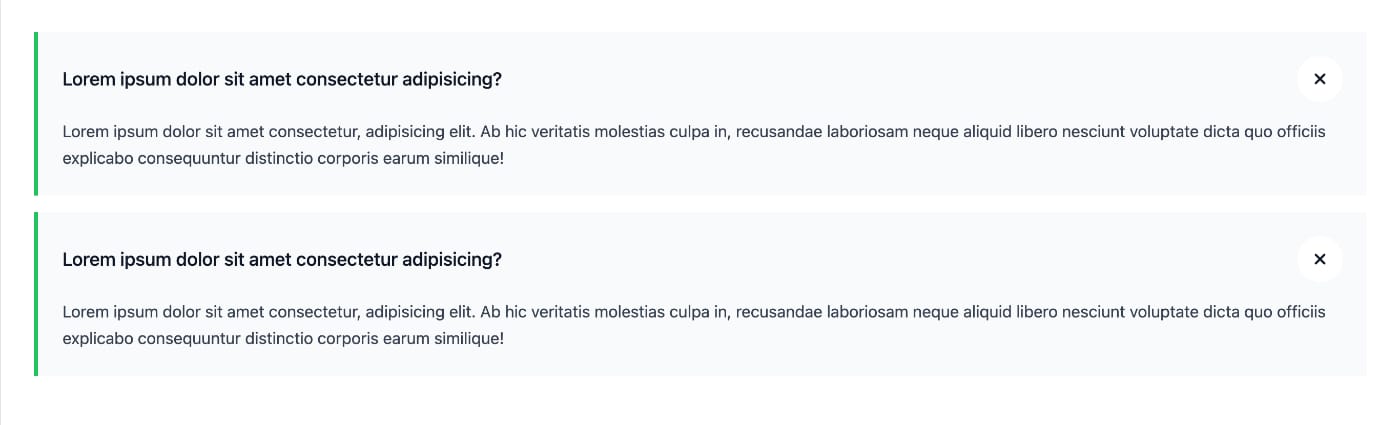 Lorem ipsum dolor sit amet consectetur adipisicing?
Lorem ipsum dolor sit amet consectetur, adipisicing elit. Ab hic veritatis molestias culpa in, recusandae laboriosam neque aliquid libero nesciunt voluptate dicta quo officiis
explicabo consequuntur distinctio corporis earum similique!
Lorem ipsum dolor sit amet consectetur adipisicing?
Lorem ipsum dolor sit amet consectetur, adipisicing elit. Ab hic veritatis molestias culpa in, recusandae laboriosam neque aliquid libero nesciunt voluptate dicta quo officiis
explicabo consequuntur distinctio corporis earum similique!